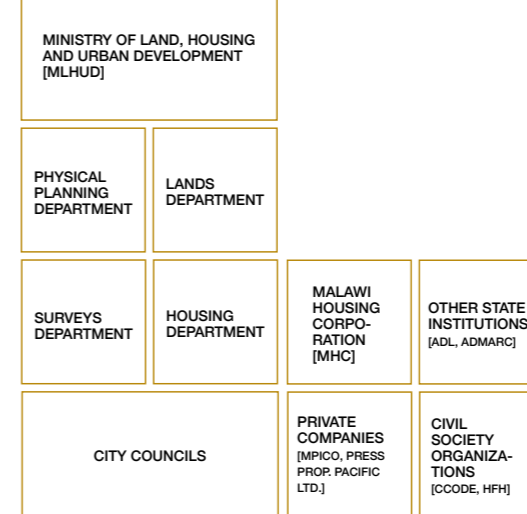 MINISTRY OF LAND, HOUSING
AND URBAN DEVELOPMENT
[MLHUD]
PHYSICAL
PLANNING
DEPARTMENT
LANDS
DEPARTMENT
SURVEYS
DEPARTMENT
HOUSING
DEPARTMENT
MALAWI
HOUSING
CORPO-
RATION
[MHC]
OTHER STATE
INSTITUTIONS
[ADL, ADMARC]
CITY COUNCILS
PRIVATE
COMPANIES
[MPICO, PRESS
PROP. PACIFIC
LTD.]
CIVIL
SOCIETY
ORGANIZA-
TIONS
[CCODE, HFH]